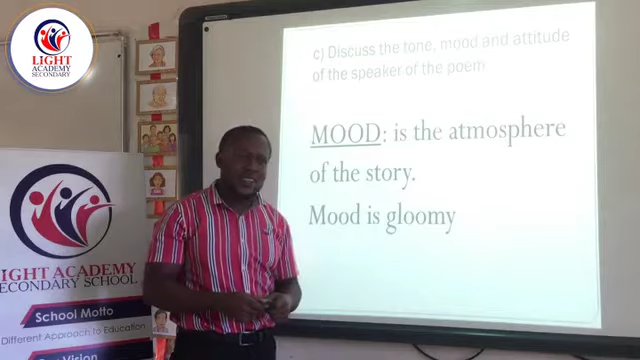 LIGHT
ACADEMY
SECONDARY
c) Discuss the tone, mood and attitude
of the speaker of the poem
MOOD: is the atmosphere
of the story.
Mood is gloomy
LIGHT ACADEMY
SECONDARY SCHOOL
School Motto
Different Approach to Education
Vision